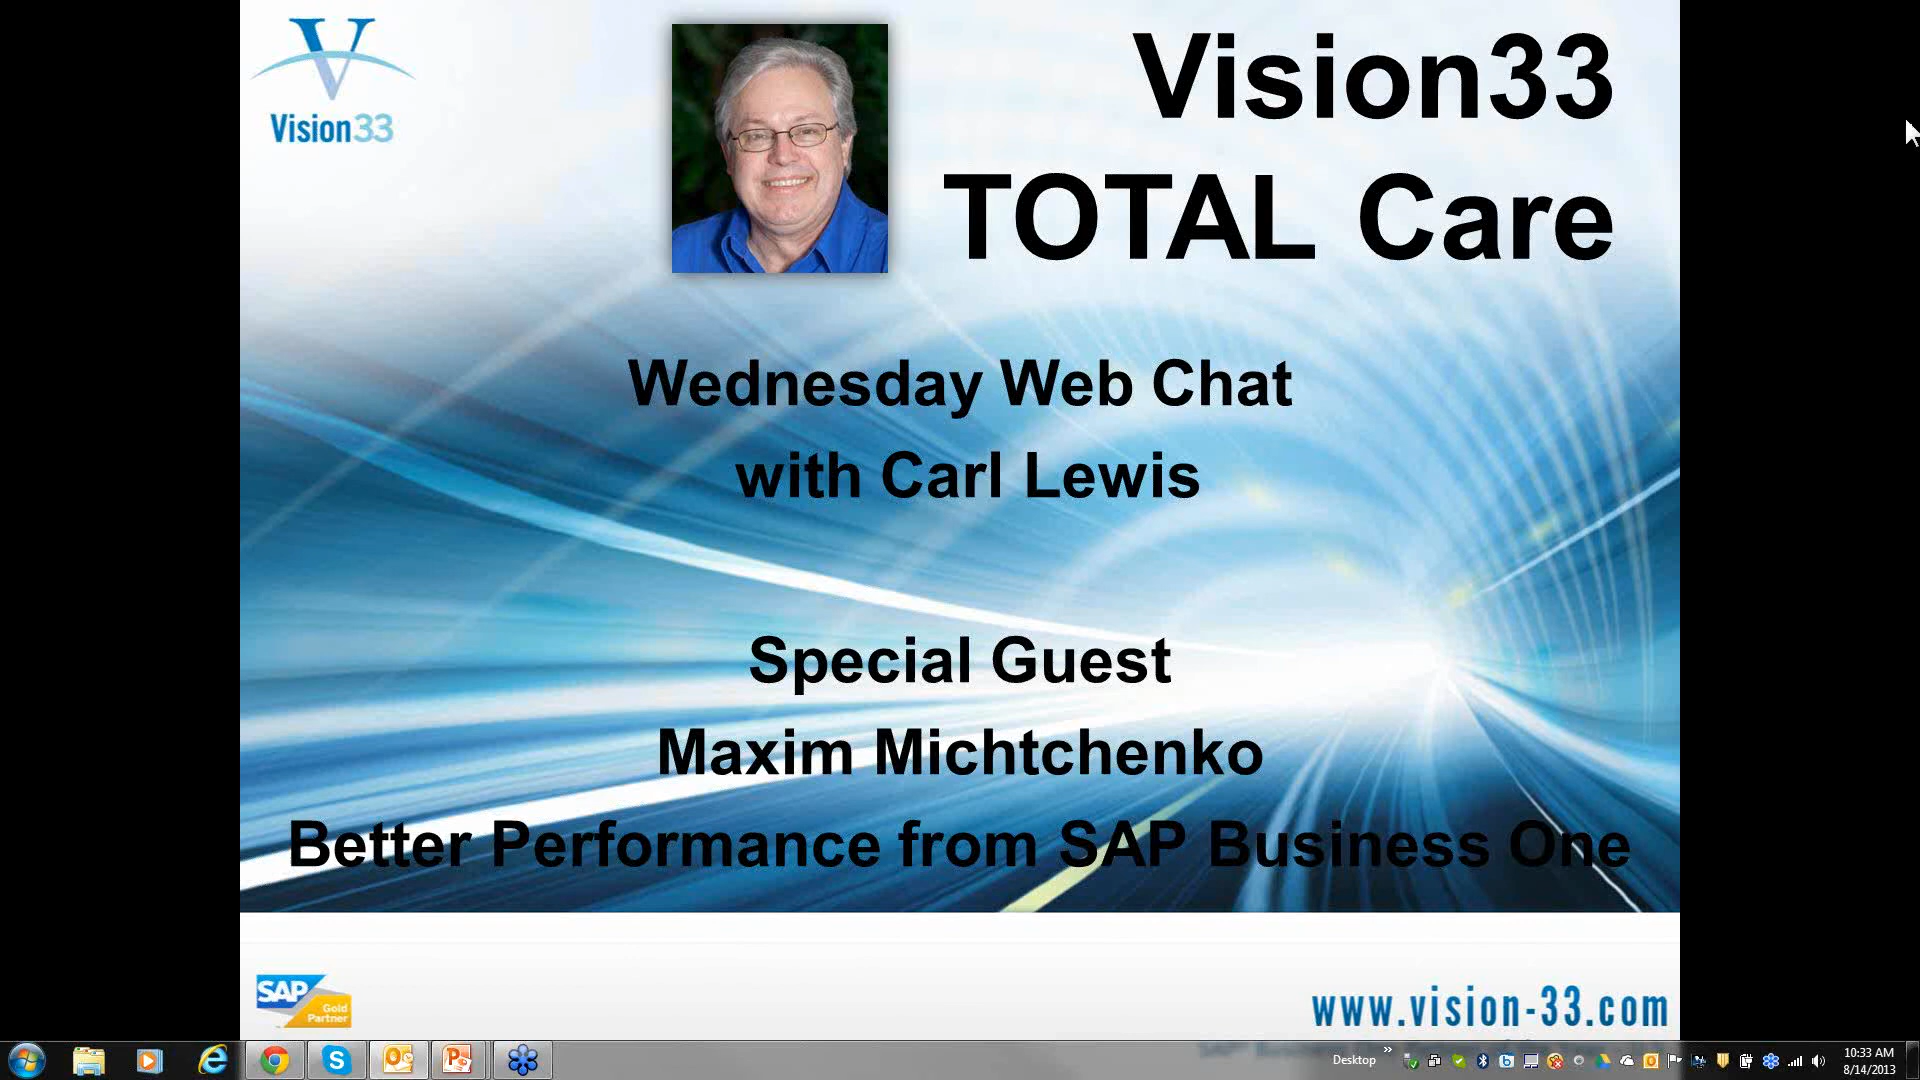 Vision33
Vision33
TOTAL Care
Wednesday Web Chat
with Carl Lewis
Special Guest
Maxim Michtchenko
Better Performance from SAP Business One
SAP
Gold
Partner
www.vision-33.com
Desktop
10:33 AM
8/14/2013